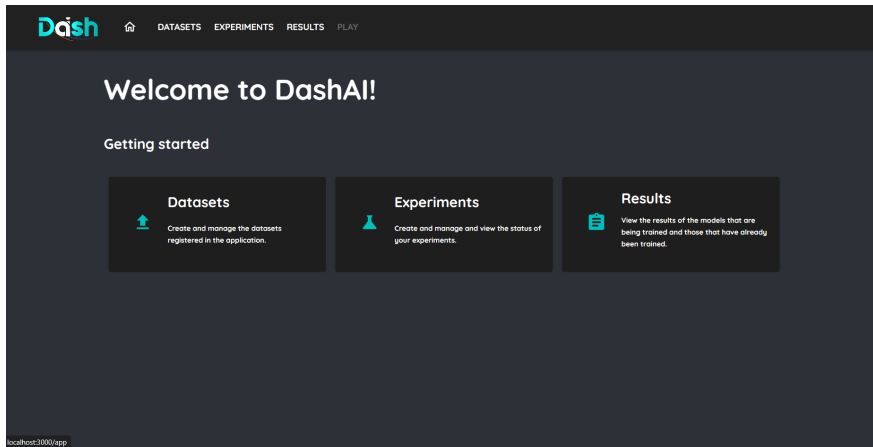 Dash
DATASETS EXPERIMENTS RESULTS PLAY
Welcome to DashAI!
Getting started
Datasets
Create and manage the datasets
registered in the application.
Experiments
Create and manage and view the status of
your experiments.
Results
View the results of the models that are
being trained and those that have already
been trained.
localhost:3000/app